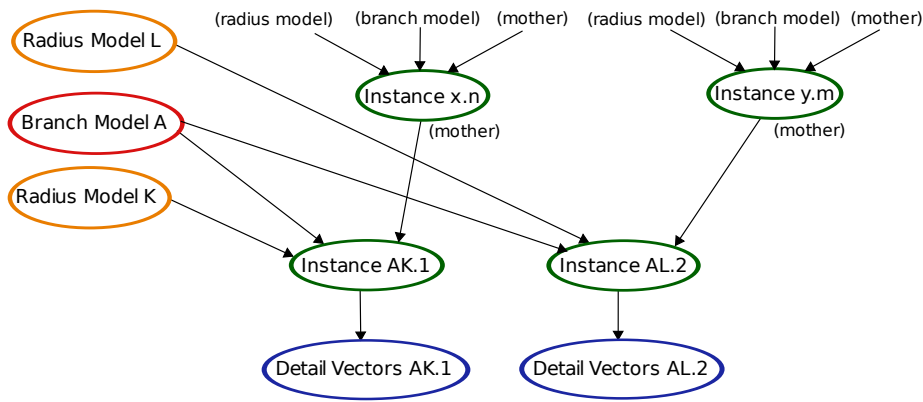 (radius model)
(branch model)
(mother)
(radius model)
(branch model)
(mother)
Radius Model L
Instance x.n
Instance y.m
Branch Model A
(mother)
(mother)
Radius Model K
Instance AK.1
Instance AL.2
Detail Vectors AK.1
Detail Vectors AL.2